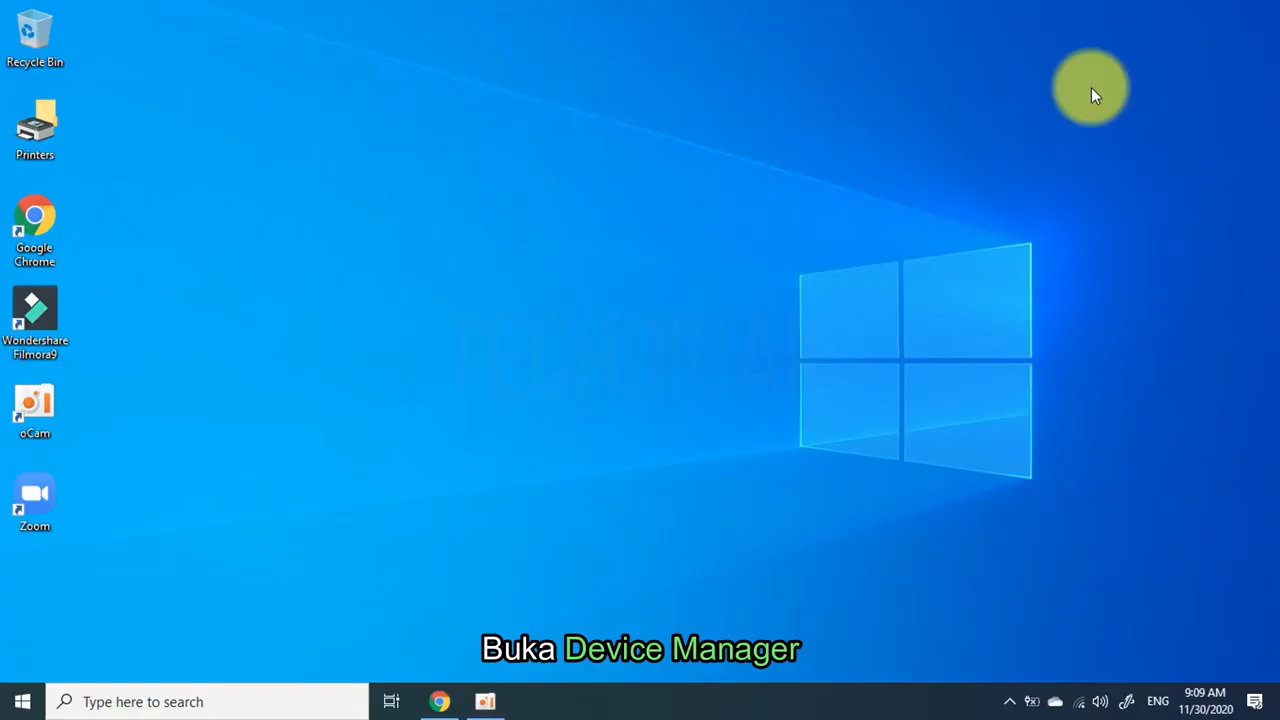 Recycle Bin
Printers
Google
Chrome
Wondershare
Filmora9
oCam
Zoom
Buka Device Manager
Type here to search
ENG
9:09 AM
11/30/2020